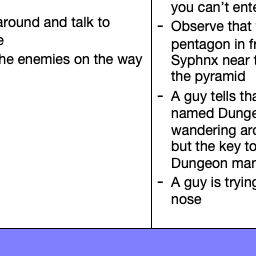 around and talk to
e
he enemies on the way
you can't ente
- Observe that
pentagon in fr
Syphnx near
the pyramid
- A guy tells tha
named Dunge
wandering aro
but the key to
Dungeon mar
- A guy is trying
nose